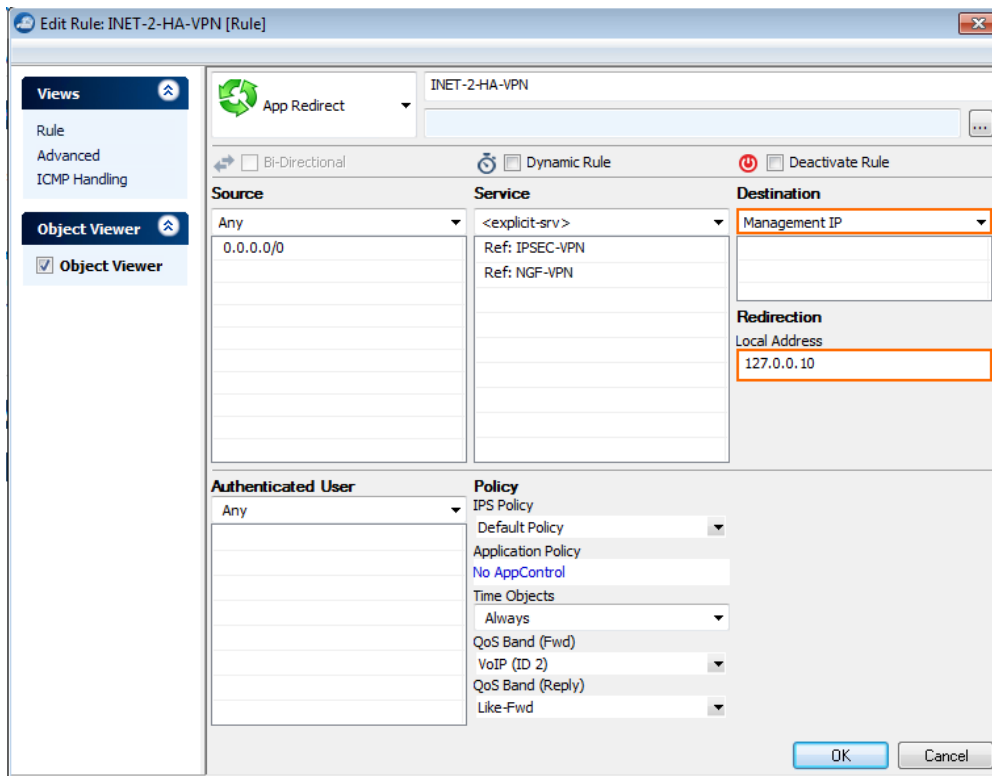 Edit Rule: INET-2-HA-VPN [Rule]
Views
Rule
Advanced
ICMP Handling
Object Viewer
Object Viewer
App Redirect
INET-2-HA-VPN
...
Bi-Directional
Dynamic Rule
Deactivate Rule
Source
Any
0.0.0.0/0
Service
<explicit-srv>
Ref: IPSEC-VPN
Ref: NGF-VPN
Destination
Management IP
Redirection
Local Address
127.0.0.10
Authenticated User
Any
Policy
IPS Policy
Default Policy
Application Policy
No AppControl
Time Objects
Always
QoS Band (Fwd)
VoIP (ID 2)
QoS Band (Reply)
Like-Fwd
OK
Cancel